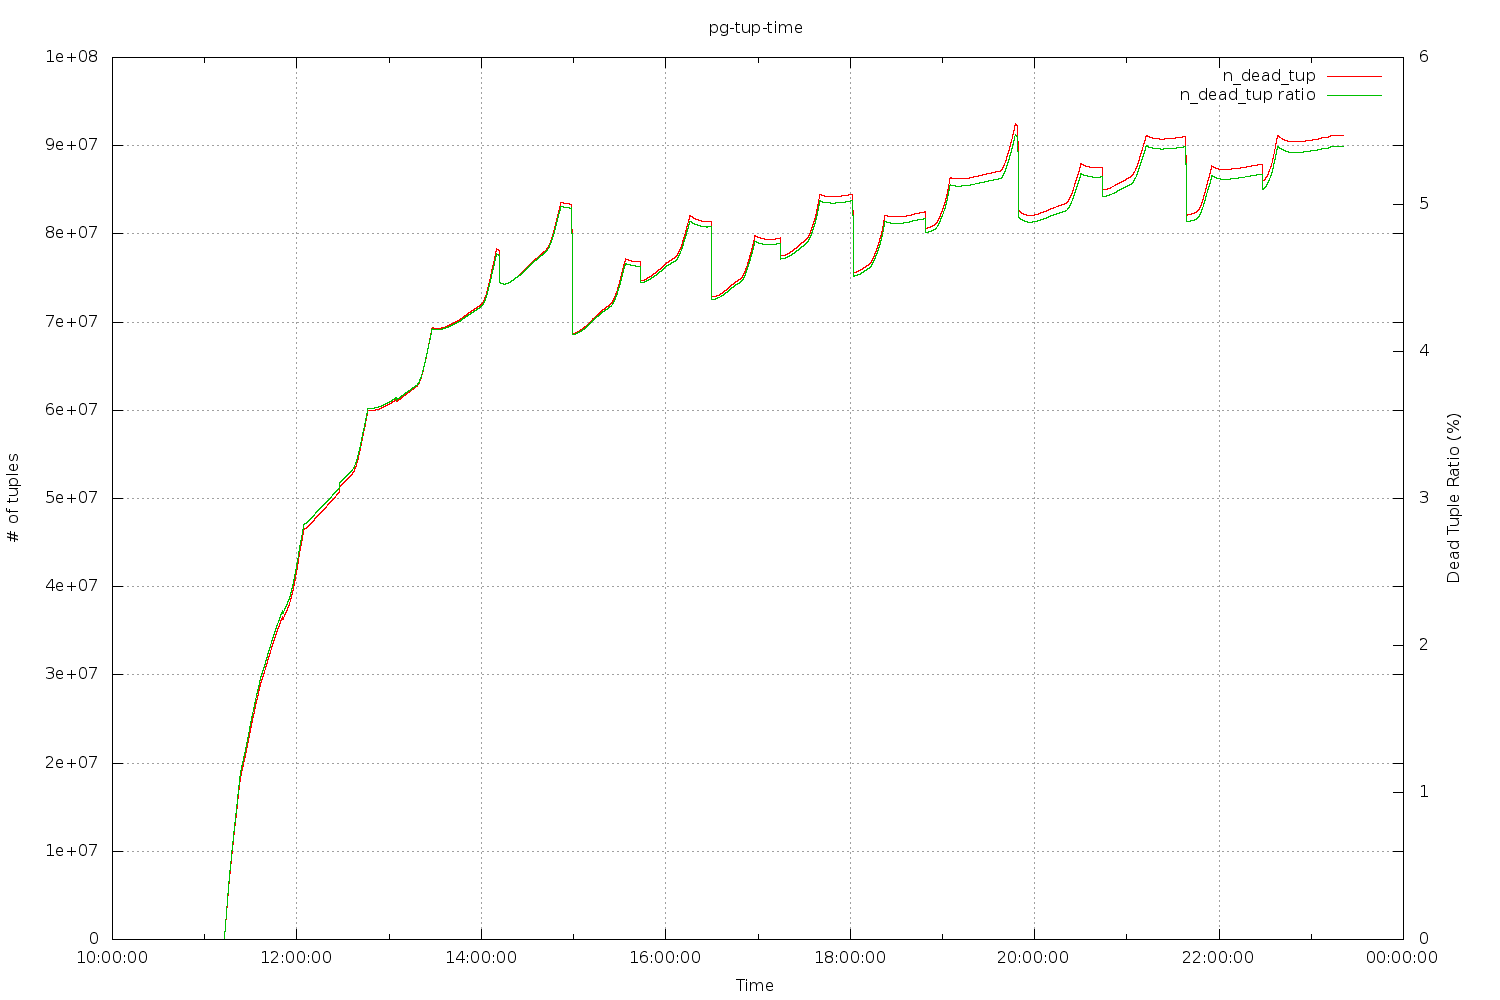 pg-tup-time
n_dead_tup
n_dead_tup ratio
1e+08
9e+07
8e+07
7e+07
6e+07
5e+07
4e+07
3e+07
2e+07
1e+07
0
# of tuples
6
5
4
3
2
1
0
Dead Tuple Ratio (%)
10:00:00 12:00:00 14:00:00 16:00:00 18:00:00 20:00:00 22:00:00 00:00:00
Time